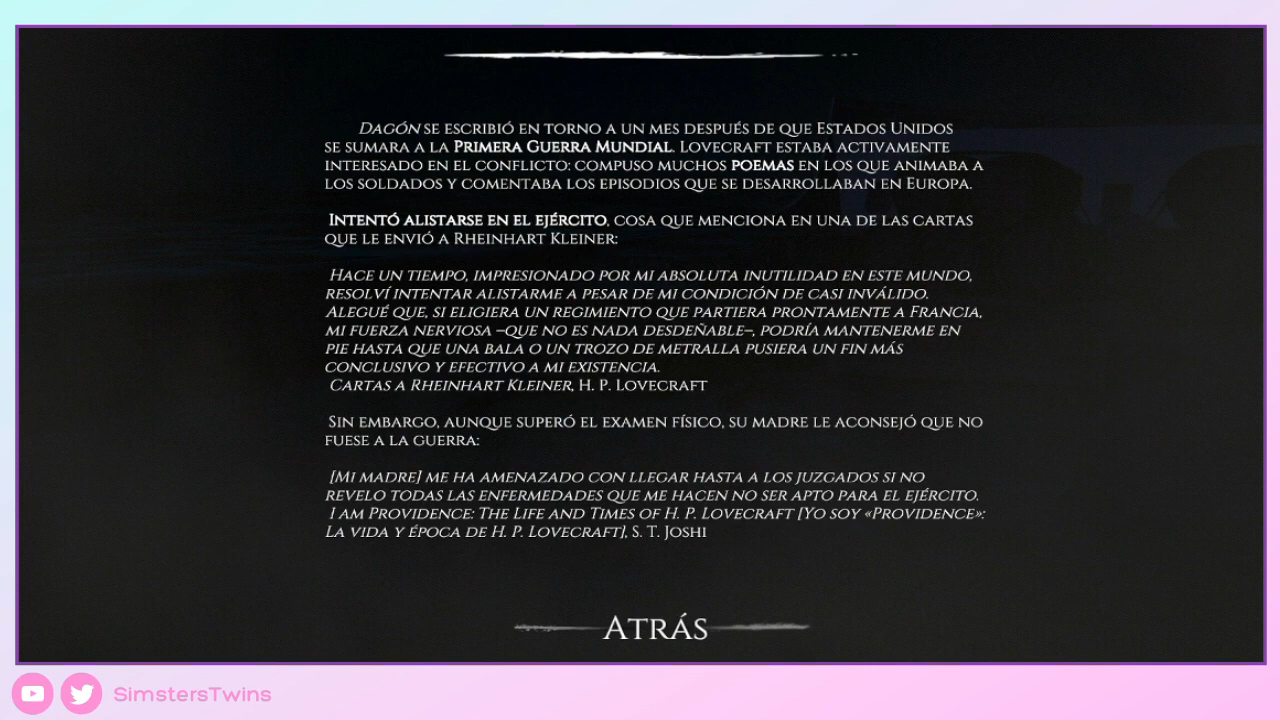 Dagón se escribió en torno a un mes después de que Estados Unidos
se sumara a la Primera Guerra Mundial. Lovecraft estaba activamente
interesado en el conflicto: compuso muchos poemas en los que animaba a
los soldados y comentaba los episodios que se desarrollaban en Europa.
Intentó alistarse en el ejército, cosa que menciona en una de las cartas
que le envió a Rheinhart Kleiner:
Hace un tiempo, impresionado por mi absoluta inutilidad en este mundo,
resolví intentar alistarme a pesar de mi condición de casi inválido.
Alegué que, si eligiera un regimiento que partiera prontamente a Francia,
mi fuerza nerviosa –que no es nada desdeñable–, podría mantenerme en
pie hasta que una bala o un trozo de metralla pusiera un fin más
conclusivo y efectivo a mi existencia.
Cartas a Rheinhart Kleiner, H. P. Lovecraft
Sin embargo, aunque superó el examen físico, su madre le aconsejó que no
fuese a la guerra:
[Mi madre] me ha amenazado con llegar hasta a los juzgados si no
revelo todas las enfermedades que me hacen no ser apto para el ejército.
I am Providence: The Life and Times of H. P. Lovecraft [Yo soy «Providence»:
La vida y época de H. P. Lovecraft], S. T. Joshi
Atrás
SimstersTwins